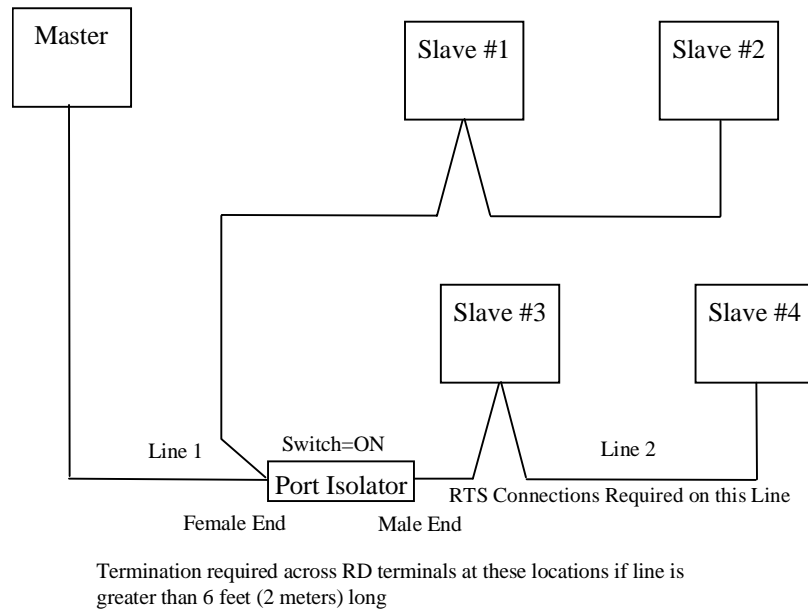 Master
Slave #1
Slave #2
Slave #3
Slave #4
Line 1
Switch=ON
Line 2
Port Isolator
RTS Connections Required on this Line
Female End
Male End
Termination required across RD terminals at these locations if line is
greater than 6 feet (2 meters) long